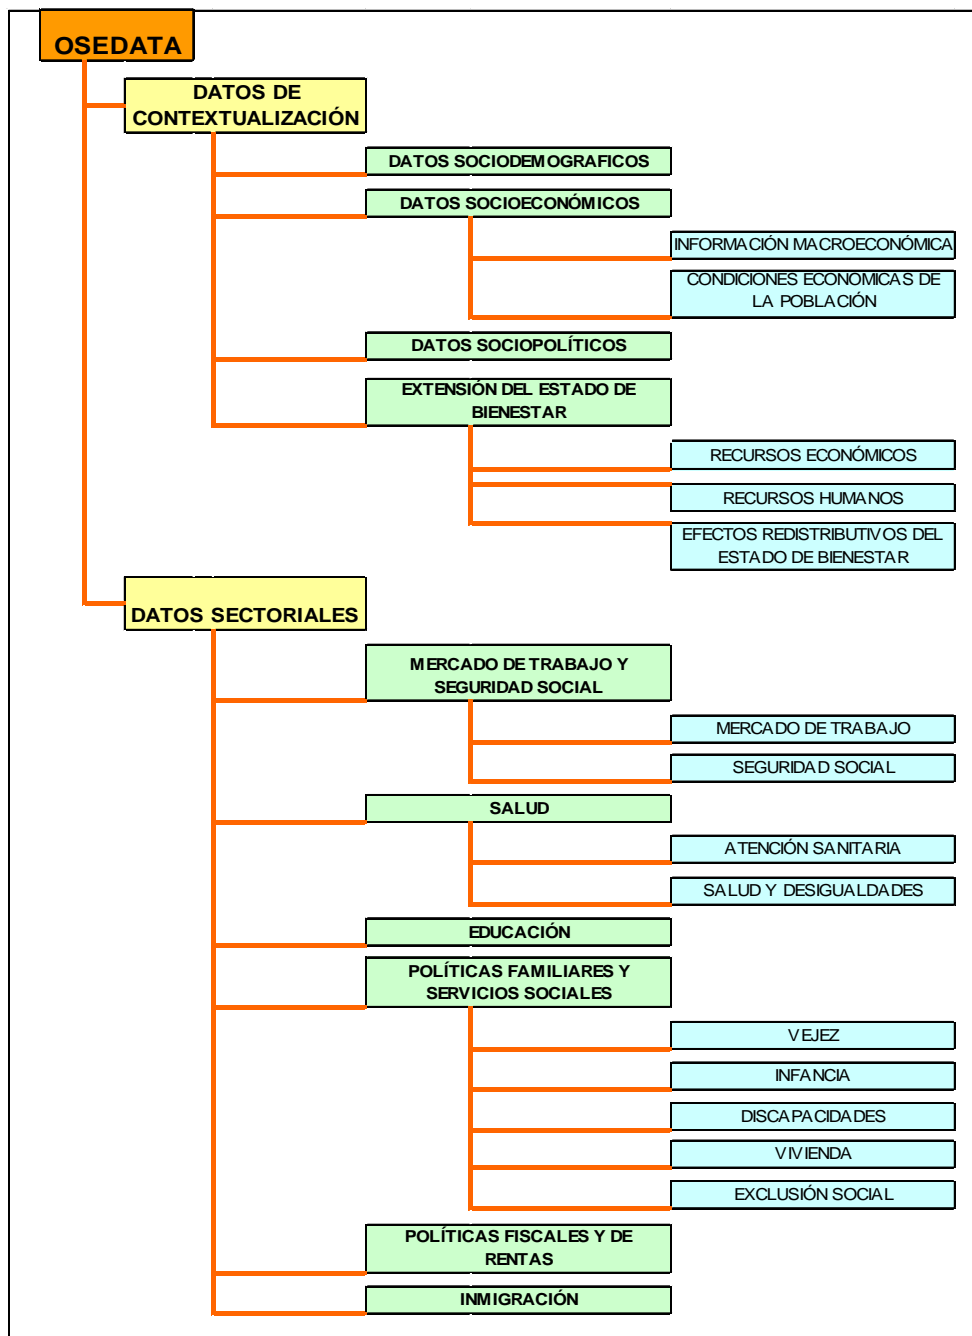 OSEDATA
DATOS DE
CONTEXTUALIZACIÓN
DATOS SOCIODEMOGRAFICOS
DATOS SOCIOECONÓMICOS
INFORMACIÓN MACROECONÓMICA
CONDICIONES ECONOMICAS DE
LA POBLACIÓN
DATOS SOCIOPOLÍTICOS
EXTENSIÓN DEL ESTADO DE
BIENESTAR
RECURSOS ECONÓMICOS
RECURSOS HUMANOS
EFECTOS REDISTRIBUTIVOS DEL
ESTADO DE BIENESTAR
DATOS SECTORIALES
MERCADO DE TRABAJO Y
SEGURIDAD SOCIAL
MERCADO DE TRABAJO
SEGURIDAD SOCIAL
SALUD
ATENCIÓN SANITARIA
SALUD Y DESIGUALDADES
EDUCACIÓN
POLÍTICAS FAMILIARES Y
SERVICIOS SOCIALES
VEJEZ
INFANCIA
DISCAPACIDADES
VIVIENDA
EXCLUSIÓN SOCIAL
POLÍTICAS FISCALES Y DE
RENTAS
INMIGRACIÓN